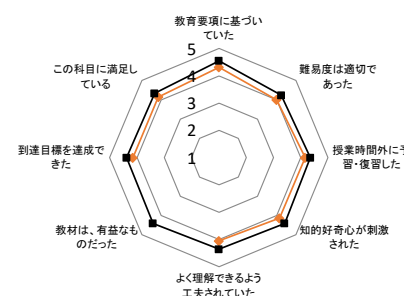 教育要項に基づい
ていた
難易度は適切で
あった
授業時間外に予
習・復習した
知的好奇心が刺激
された
よく理解できるよう
工夫されていた
教材は、有益なも
のだった
到達目標を達成で
きた
この科目に満足し
ている
5
4
3
2
1